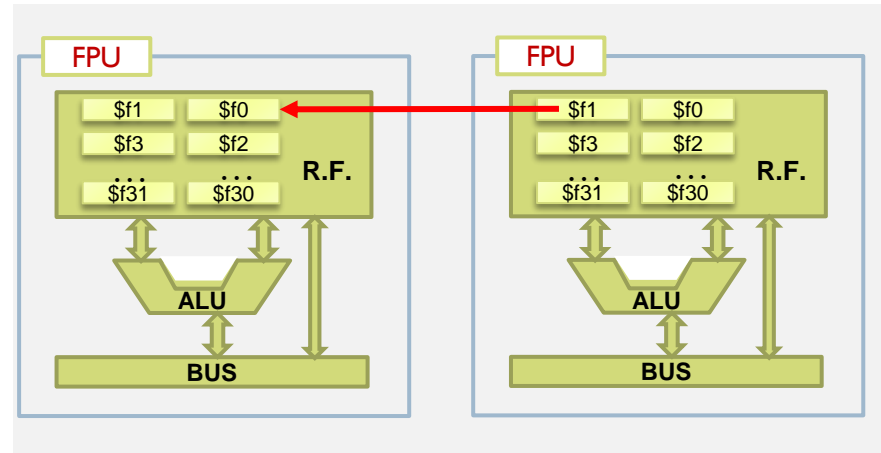 FPU
$f1 $f0
$f3 $f2
... ...
$f31 $f30
R.F.
ALU
BUS
FPU
$f1 $f0
$f3 $f2
... ...
$f31 $f30
R.F.
ALU
BUS